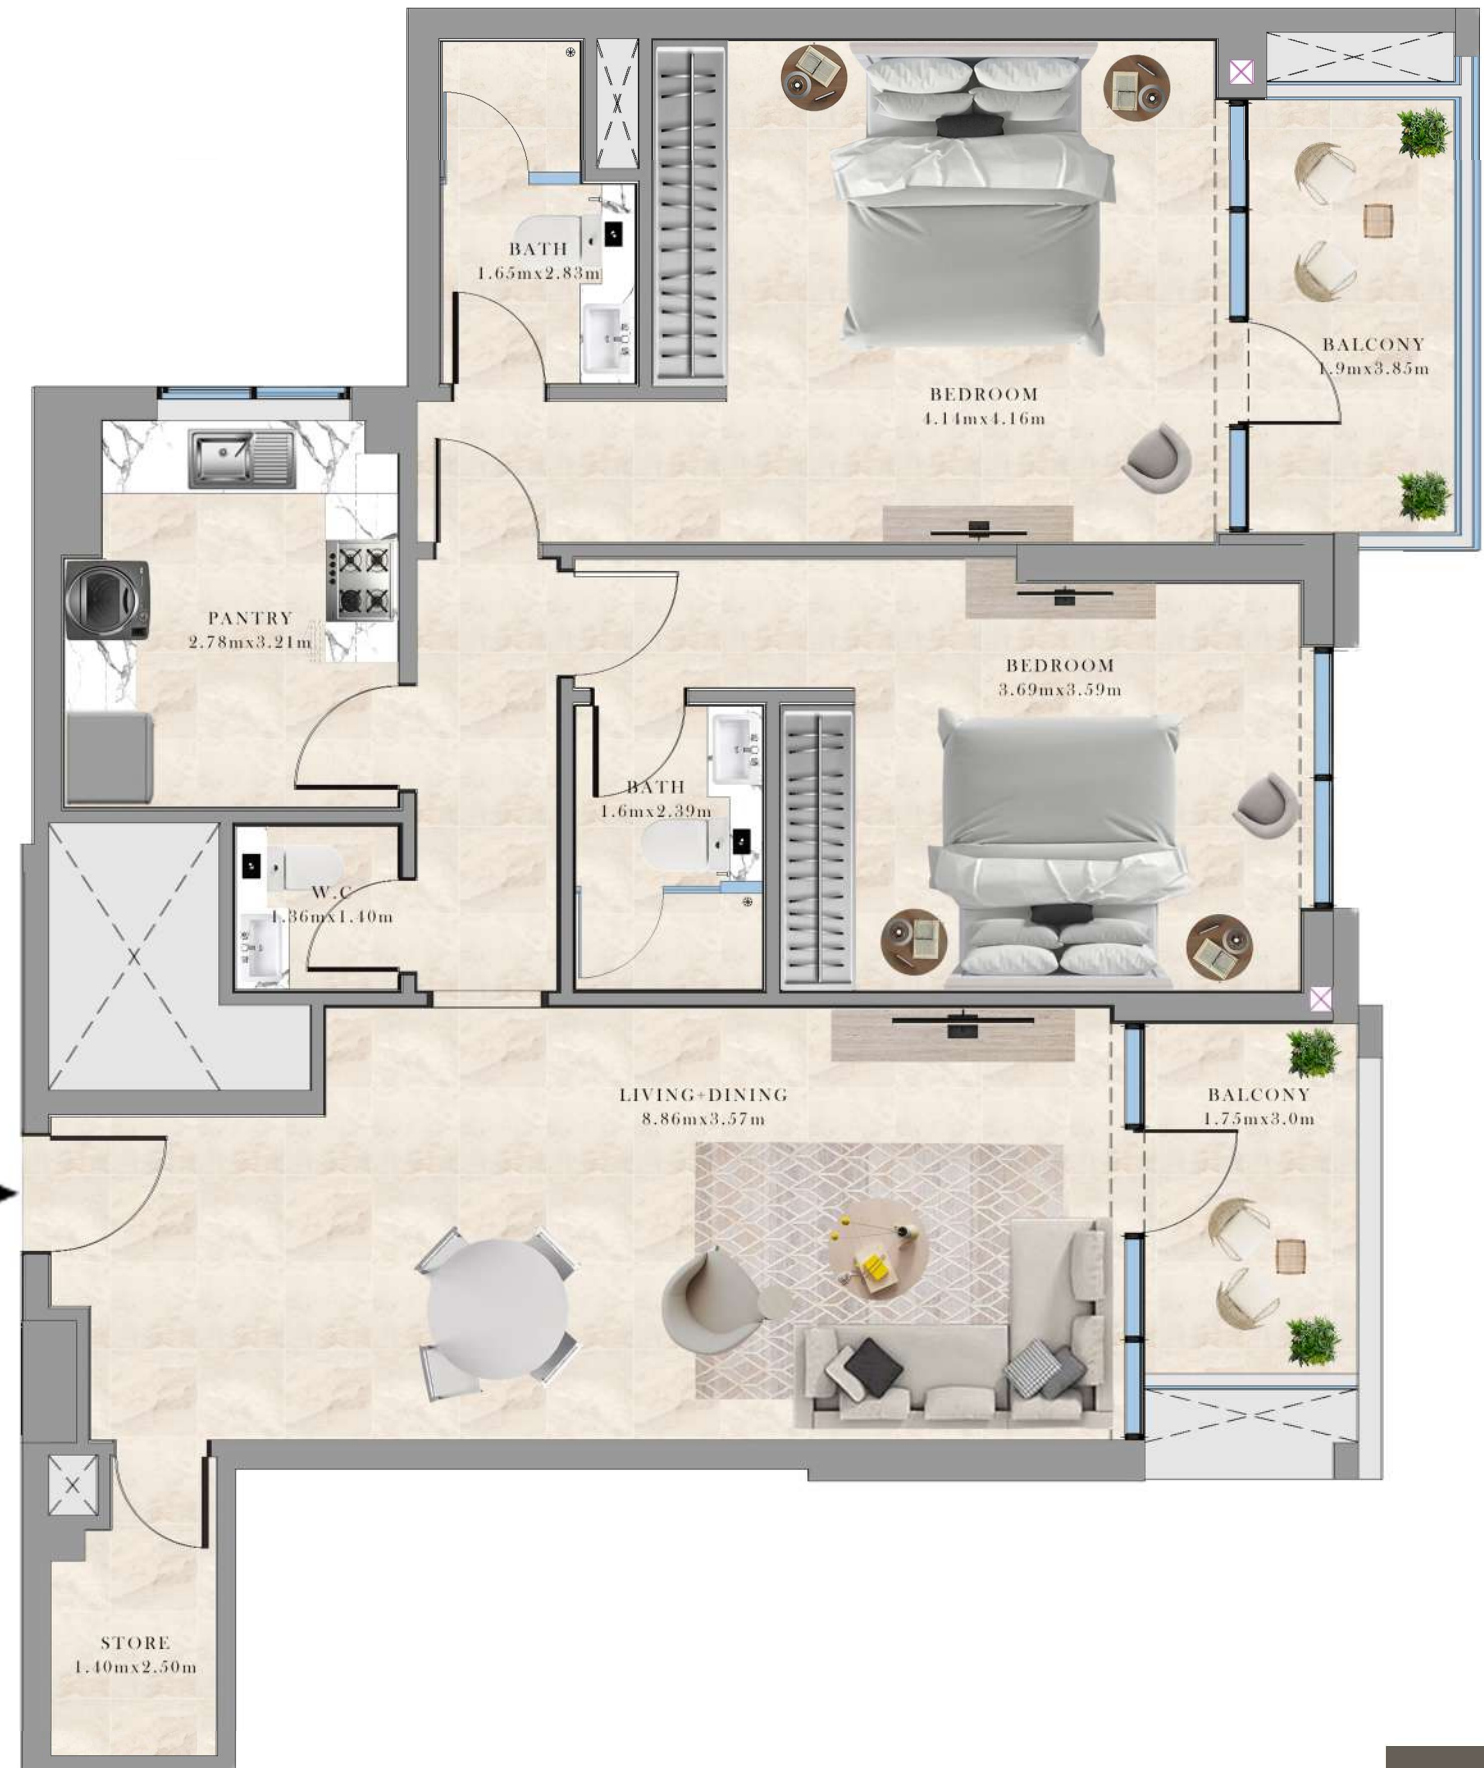 BATH
1.65mx2.83m
BALCONY
1.9mx3.85m
BEDROOM
4.14mx4.16m
PANTRY
2.78mx3.21m
BEDROOM
3.69mx3.59m
BATH
1.6mx2.39m
W.C
1.36mx1.40m
LIVING+DINING
8.86mx3.57m
BALCONY
1.75mx3.0m
STORE
1.40mx2.50m